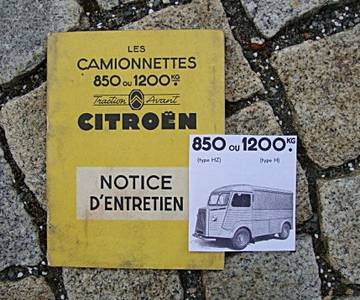 LES
CAMIONNETTES
850 OU 1200 KG
Traction Avant
CITROËN
NOTICE
D'ENTRETIEN
850 OU 1200 KG
(type HZ) (type H)